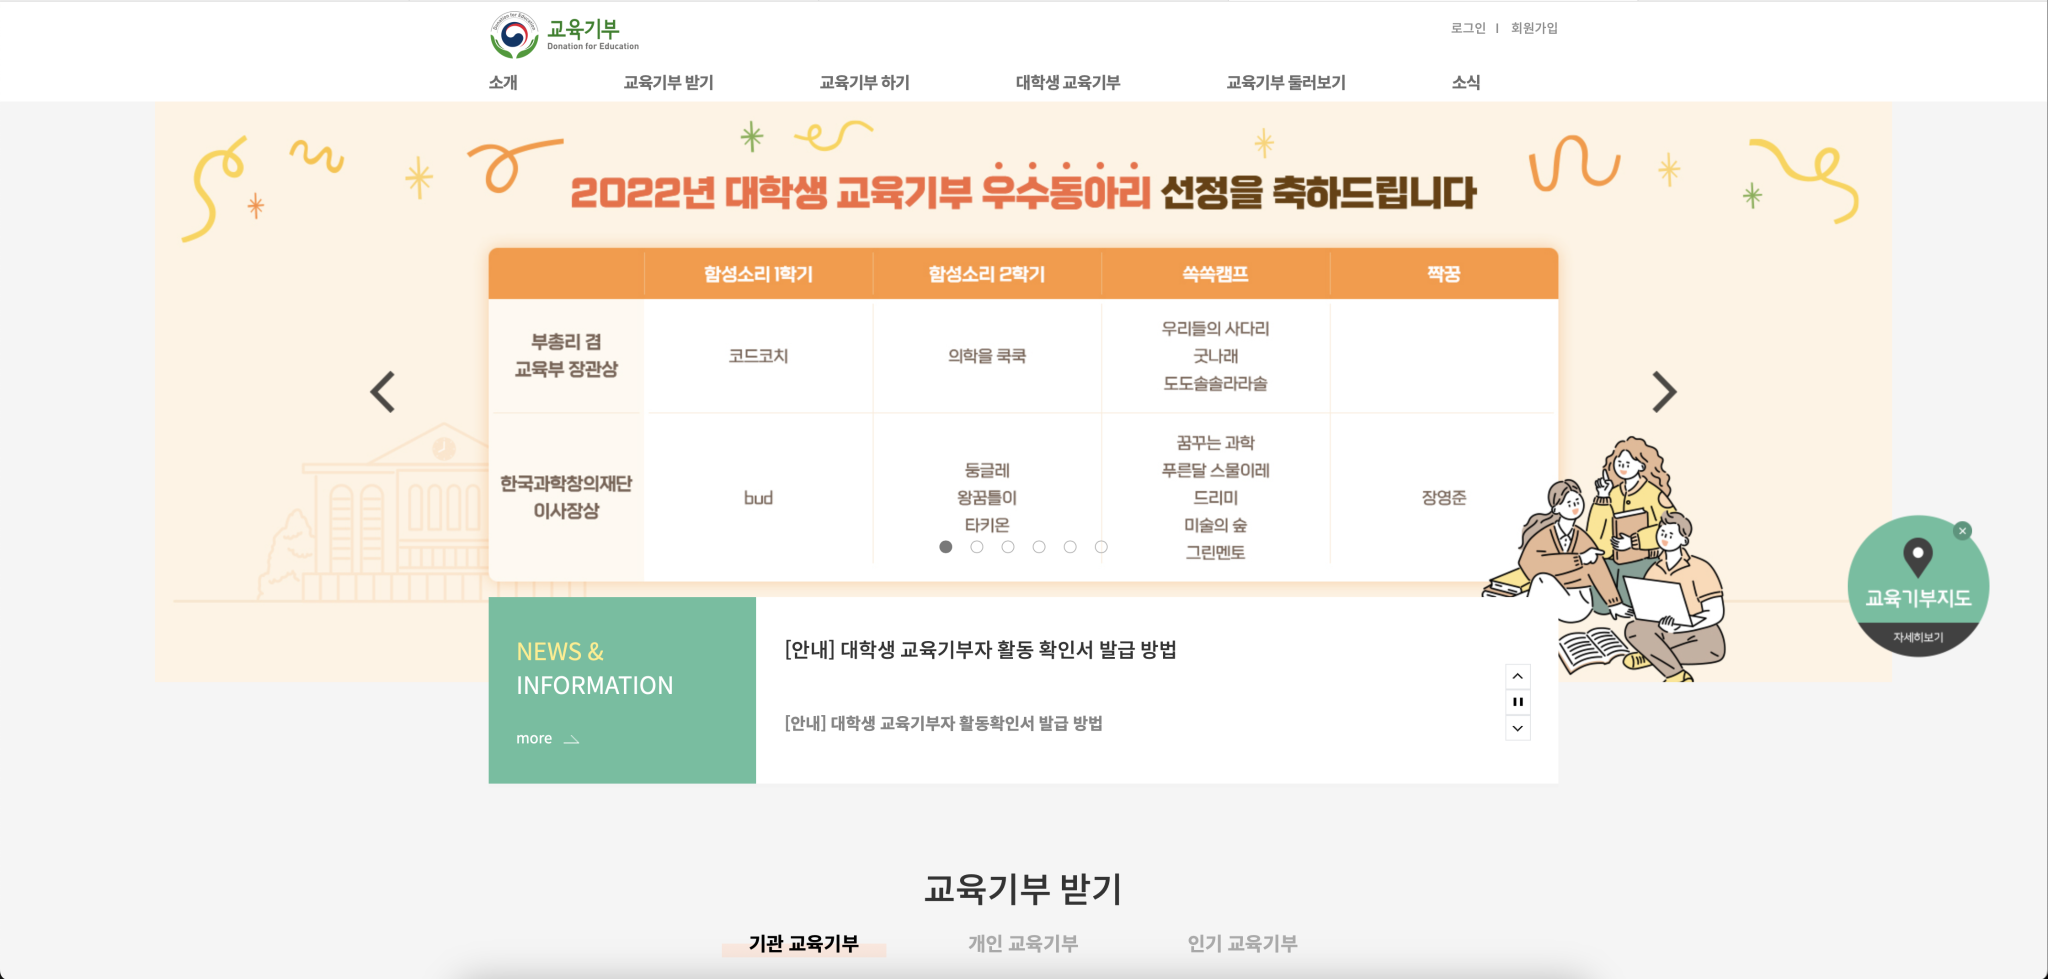 Donation for Education
교육기부
Donation for Education
로그인 | 회원가입
소개 교육기부 받기 교육기부 하기 대학생 교육기부 교육기부 둘러보기 소식
2022년 대학생 교육기부 우수동아리 선정을 축하드립니다
함성소리 1학기 함성소리 2학기 쏙쏙캠프 짝꿍
부총리 겸
교육부 장관상
코드코치
의학을 쿡쿡
우리들의 사다리
굿나래
도도솔솔라라솔
한국과학창의재단
이사장상
bud
둥글레
왕꿈틀이
타키온
꿈꾸는 과학
푸른달 스물이레
드리미
미술의 숲
그린멘토
장영준
교육기부지도
자세히보기
NEWS &
INFORMATION
more
[안내] 대학생 교육기부자 활동 확인서 발급 방법
[안내] 대학생 교육기부자 활동확인서 발급 방법
교육기부 받기
기관 교육기부 개인 교육기부 인기 교육기부